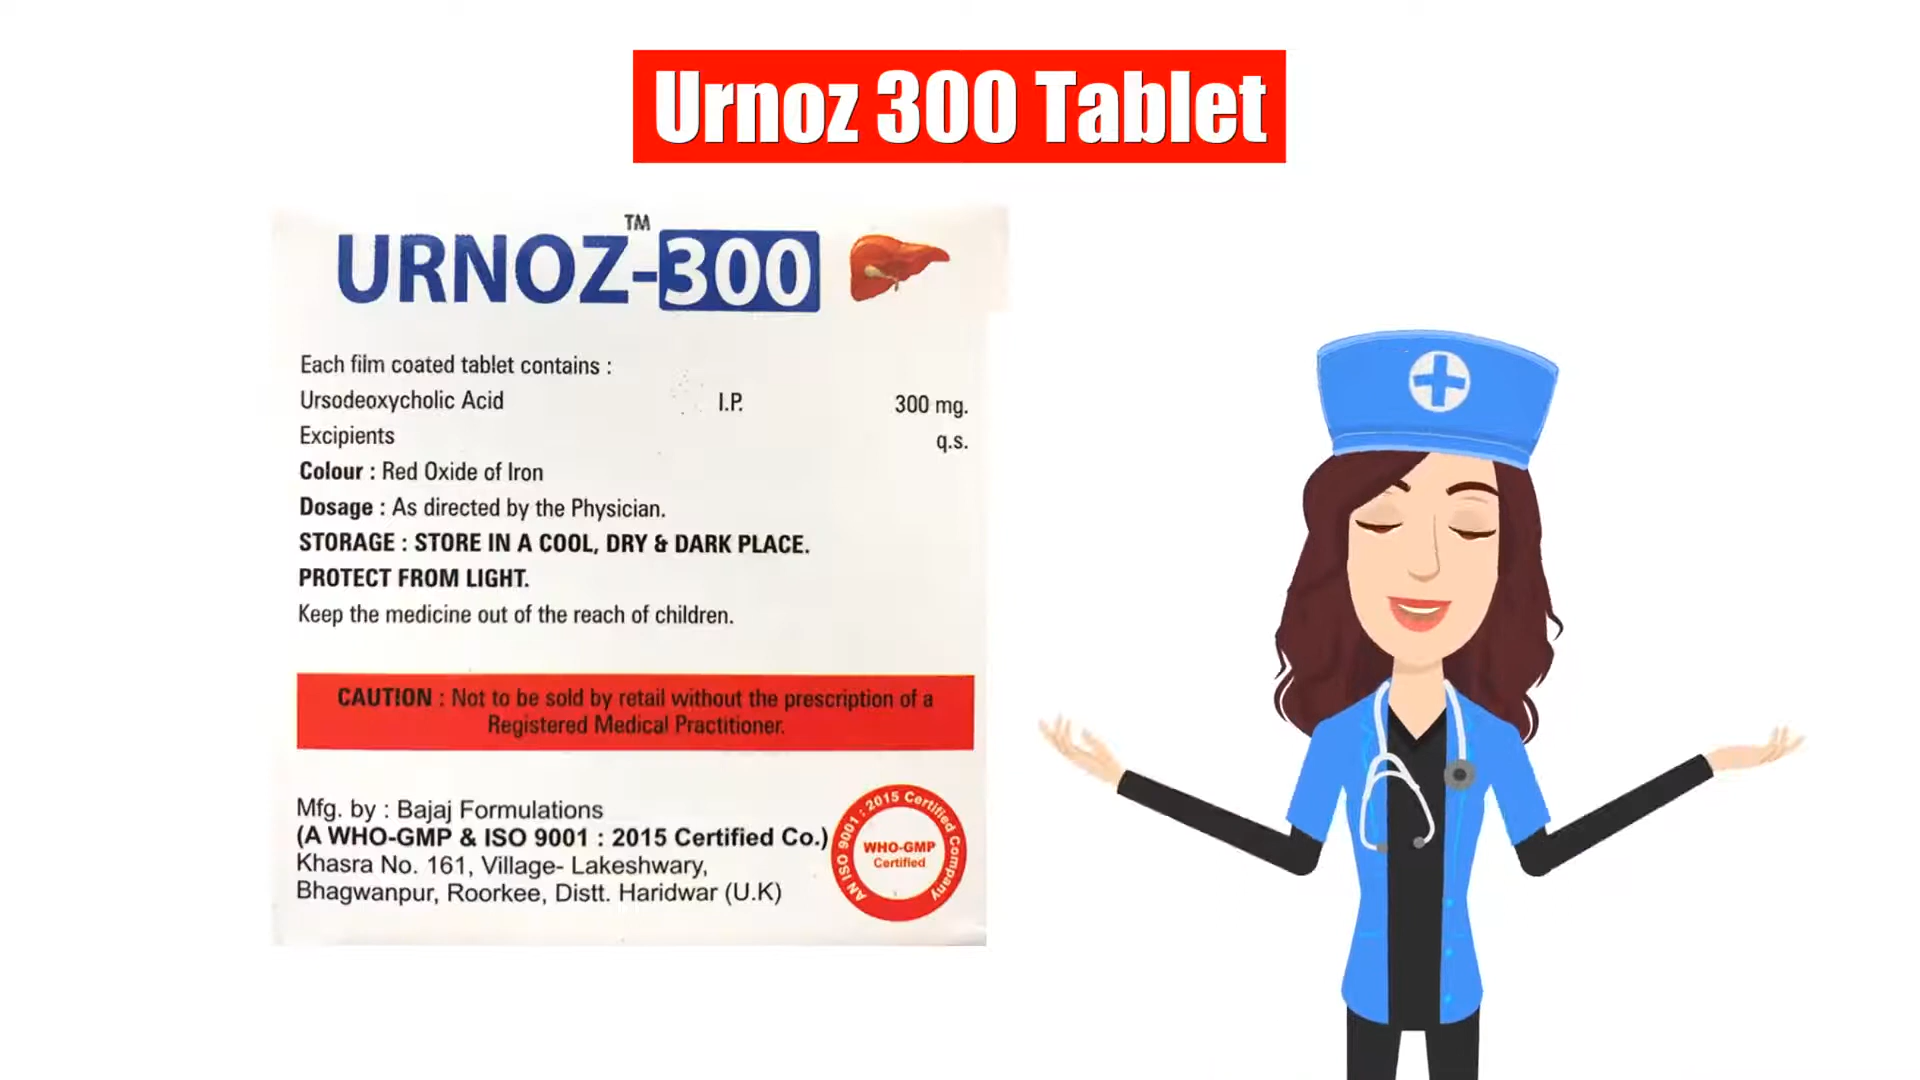 Urnoz 300 Tablet
URNOZ™-300
Each film coated tablet contains :
Ursodeoxycholic Acid I.P. 300 mg.
Excipients q.s.
Colour : Red Oxide of Iron
Dosage : As directed by the Physician.
STORAGE : STORE IN A COOL, DRY & DARK PLACE.
PROTECT FROM LIGHT.
Keep the medicine out of the reach of children.
CAUTION : Not to be sold by retail without the prescription of a
Registered Medical Practitioner.
Mfg. by : Bajaj Formulations
(A WHO-GMP & ISO 9001 : 2015 Certified Co.)
Khasra No. 161, Village- Lakeshwary,
Bhagwanpur, Roorkee, Distt. Haridwar (U.K)
AN ISO 9001 : 2015 Certified Company
WHO-GMP
Certified